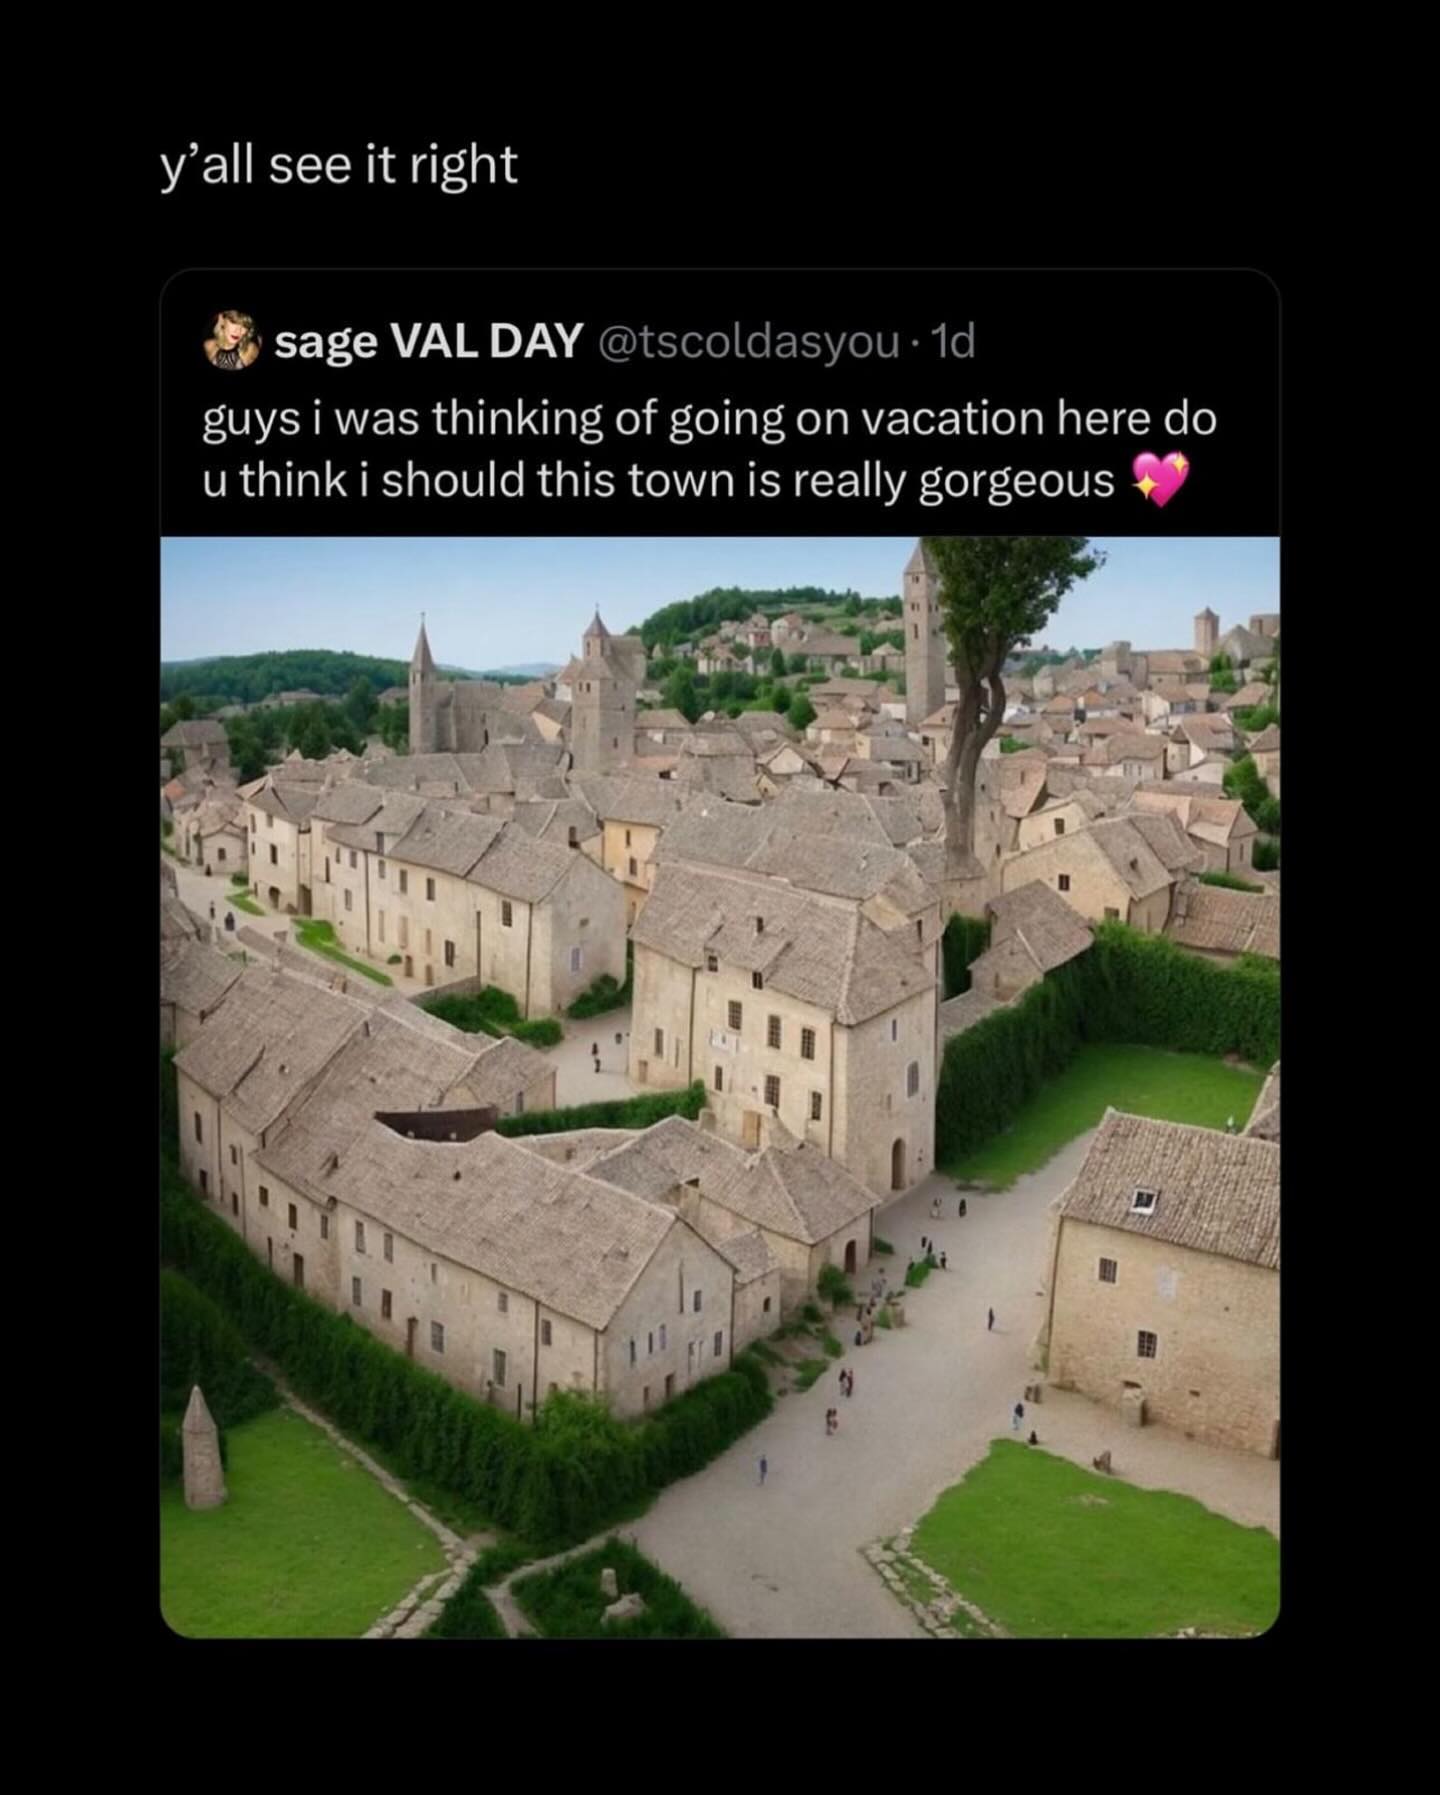 y’all see it right
sage VAL DAY @tscoldasyou · 1d
guys i was thinking of going on vacation here do
u think i should this town is really gorgeous 💖